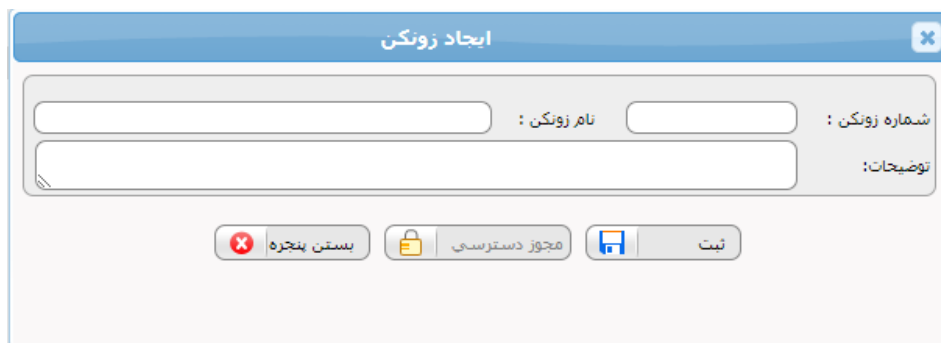 ایجاد زونکن
شماره زونکن : نام زونکن :
توضیحات:
ثبت مجوز دسترسی بستن پنجره